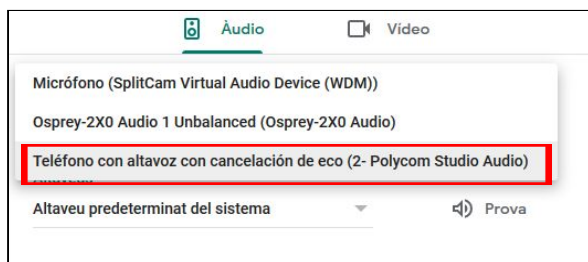 Àudio
Vídeo
Micrófono (SplitCam Virtual Audio Device (WDM))
Osprey-2X0 Audio 1 Unbalanced (Osprey-2X0 Audio)
Teléfono con altavoz con cancelación de eco (2- Polycom Studio Audio)
Altaveu predeterminat del sistema
Prova